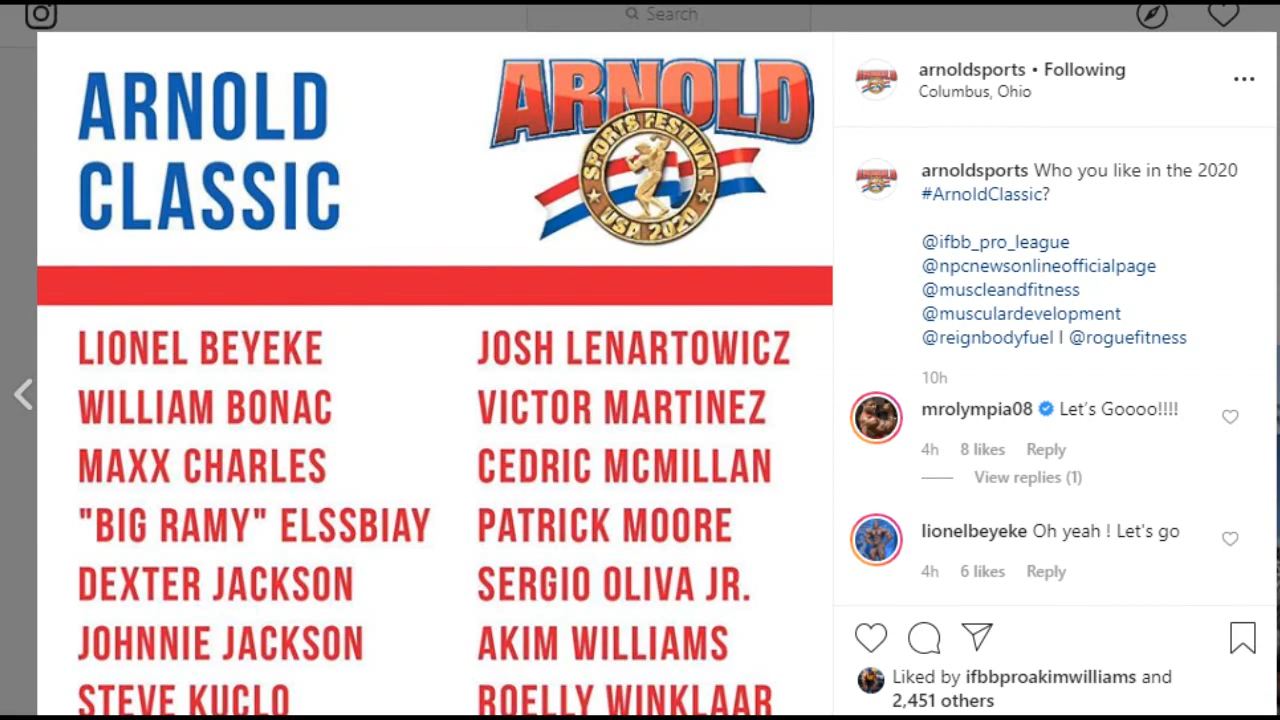 Search
ARNOLD
CLASSIC
ARNOLD
SPORTS FESTIVAL
USA 2020
LIONEL BEYEKE
WILLIAM BONAC
MAXX CHARLES
"BIG RAMY" ELSSBIAY
DEXTER JACKSON
JOHNNIE JACKSON
STEVE KUCLO
JOSH LENARTOWICZ
VICTOR MARTINEZ
CEDRIC MCMILLAN
PATRICK MOORE
SERGIO OLIVA JR.
AKIM WILLIAMS
ROELLY WINKLAAR
arnoldsports • Following
Columbus, Ohio
arnoldsports Who you like in the 2020
#ArnoldClassic?
@ifbb_pro_league
@npcnewsonlineofficialpage
@muscleandfitness
@musculardevelopment
@reignbodyfuel l @roguefitness
10h
mrolympia08 Let's Goooo!!!!
4h 8 likes Reply
View replies (1)
lionelbeyeke Oh yeah ! Let's go
4h 6 likes Reply
Liked by ifbbproakimwilliams and
2,451 others